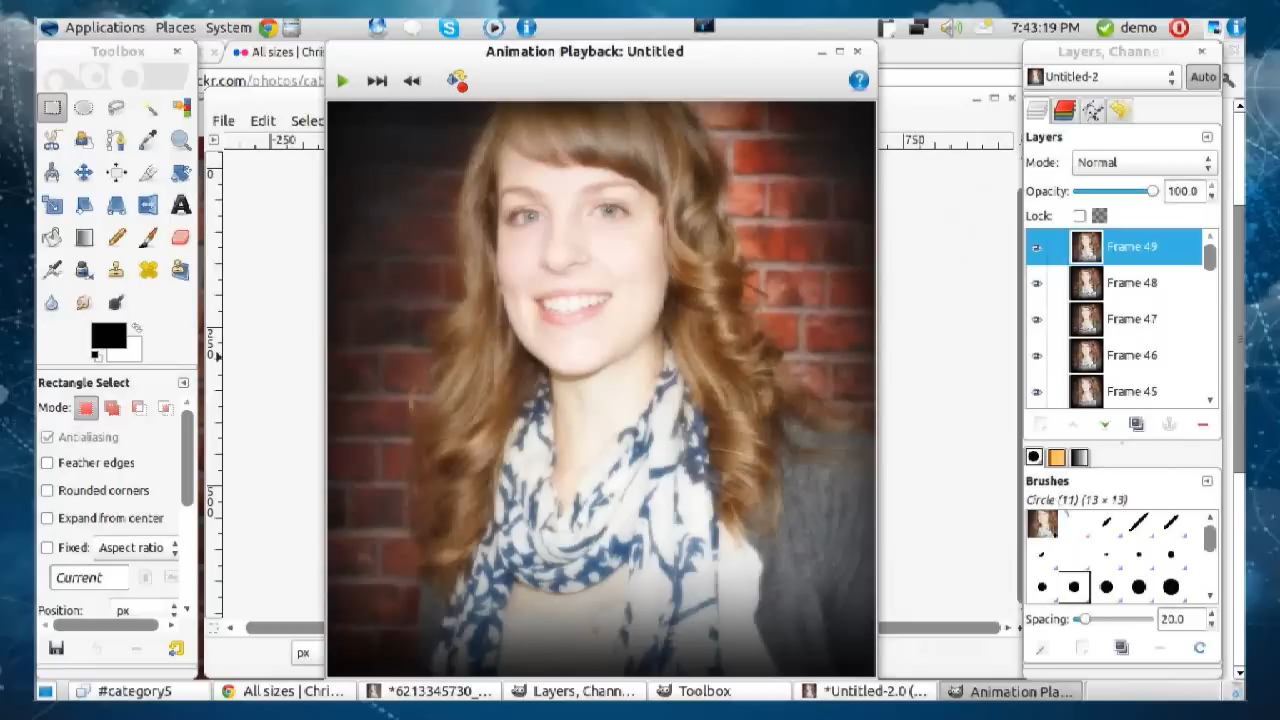 Applications Places System
7:43:19 PM demo
Toolbox
All sizes | Chris
Animation Playback: Untitled
Layers, Channe
ckr.com/photos/cat
Untitled-2
Auto
File Edit Selec
-250
750
Layers
Mode: Normal
Opacity: 100.0
Lock:
Frame 49
Frame 48
Frame 47
Frame 46
Frame 45
0
250
500
Rectangle Select
Mode:
Antialiasing
Feather edges
Rounded corners
Expand from center
Fixed: Aspect ratio
Current
Position: px
px
Brushes
Circle (11) (13 × 13)
Spacing: 20.0
#category5
All sizes | Chri...
*6213345730_...
Layers, Chann...
Toolbox
*Untitled-2.0 (...
Animation Pla...